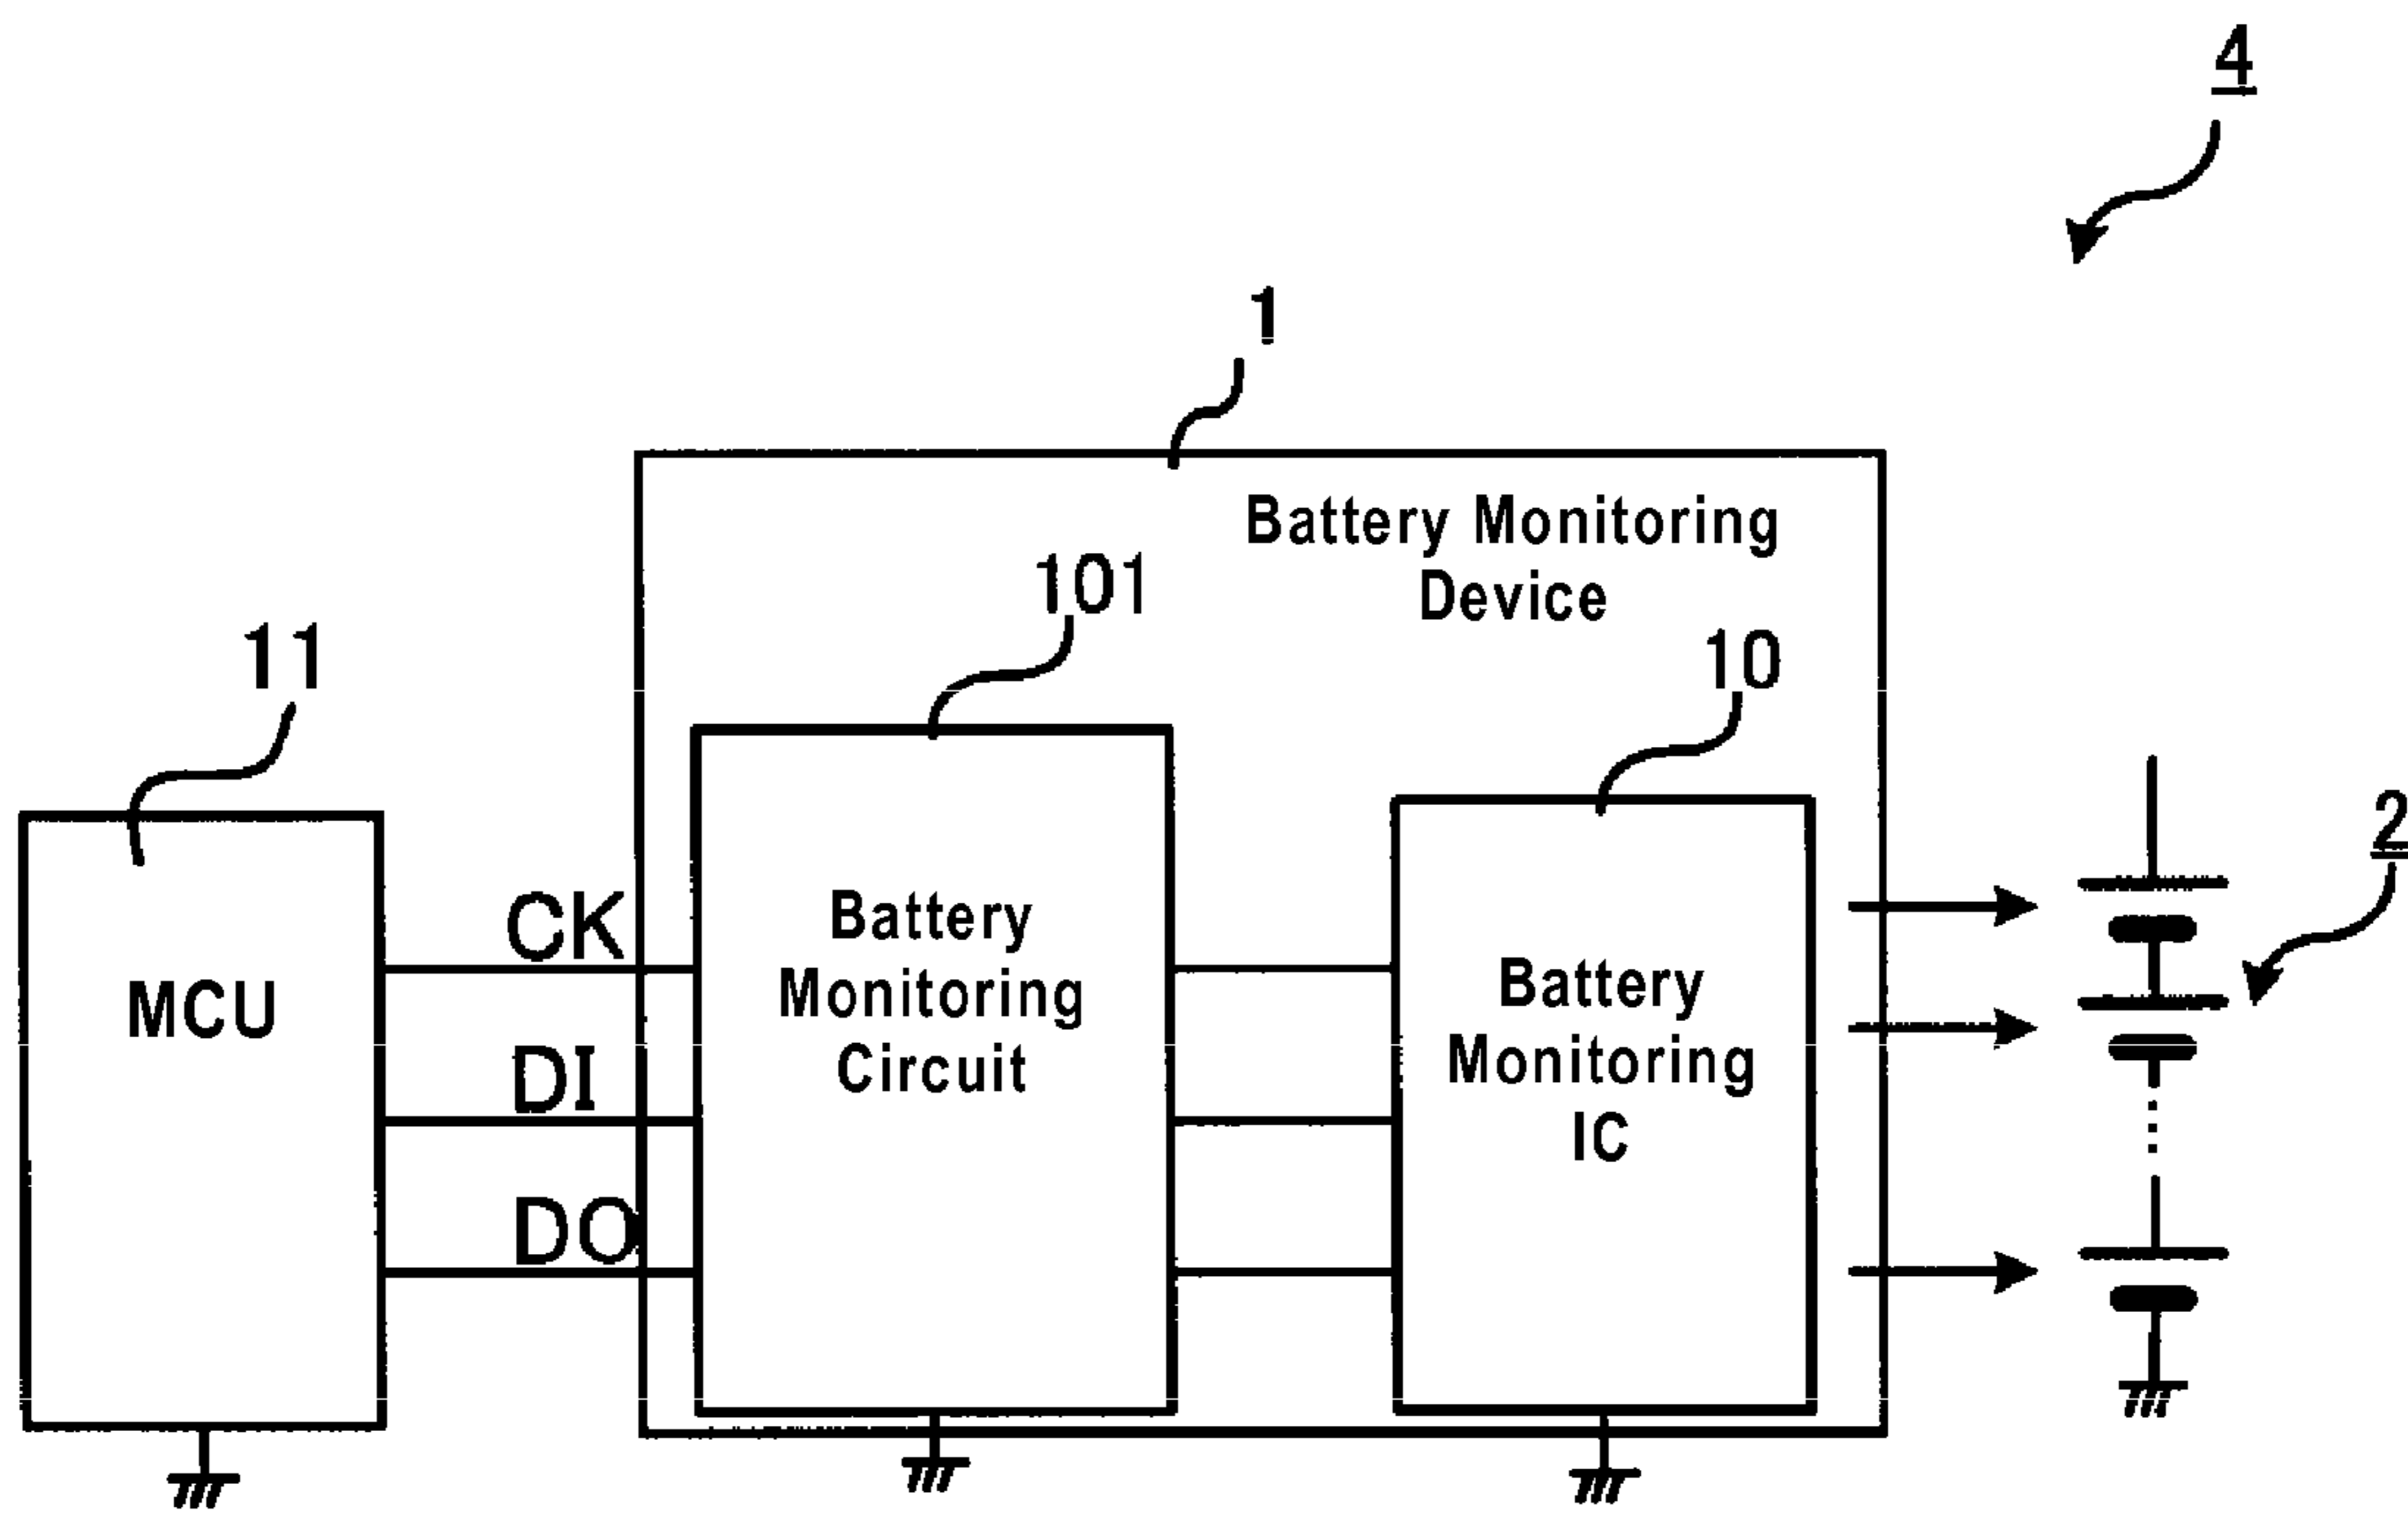 4
1
Battery Monitoring
Device
101
10
11
2
CK
Battery
Monitoring
Circuit
Battery
Monitoring
IC
MCU
DI
DO